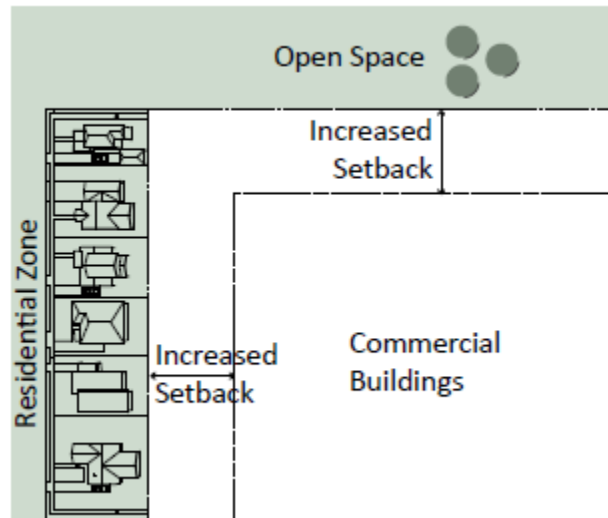 Open Space
Increased
Setback
Residential Zone
Increased
Setback
Commercial
Buildings